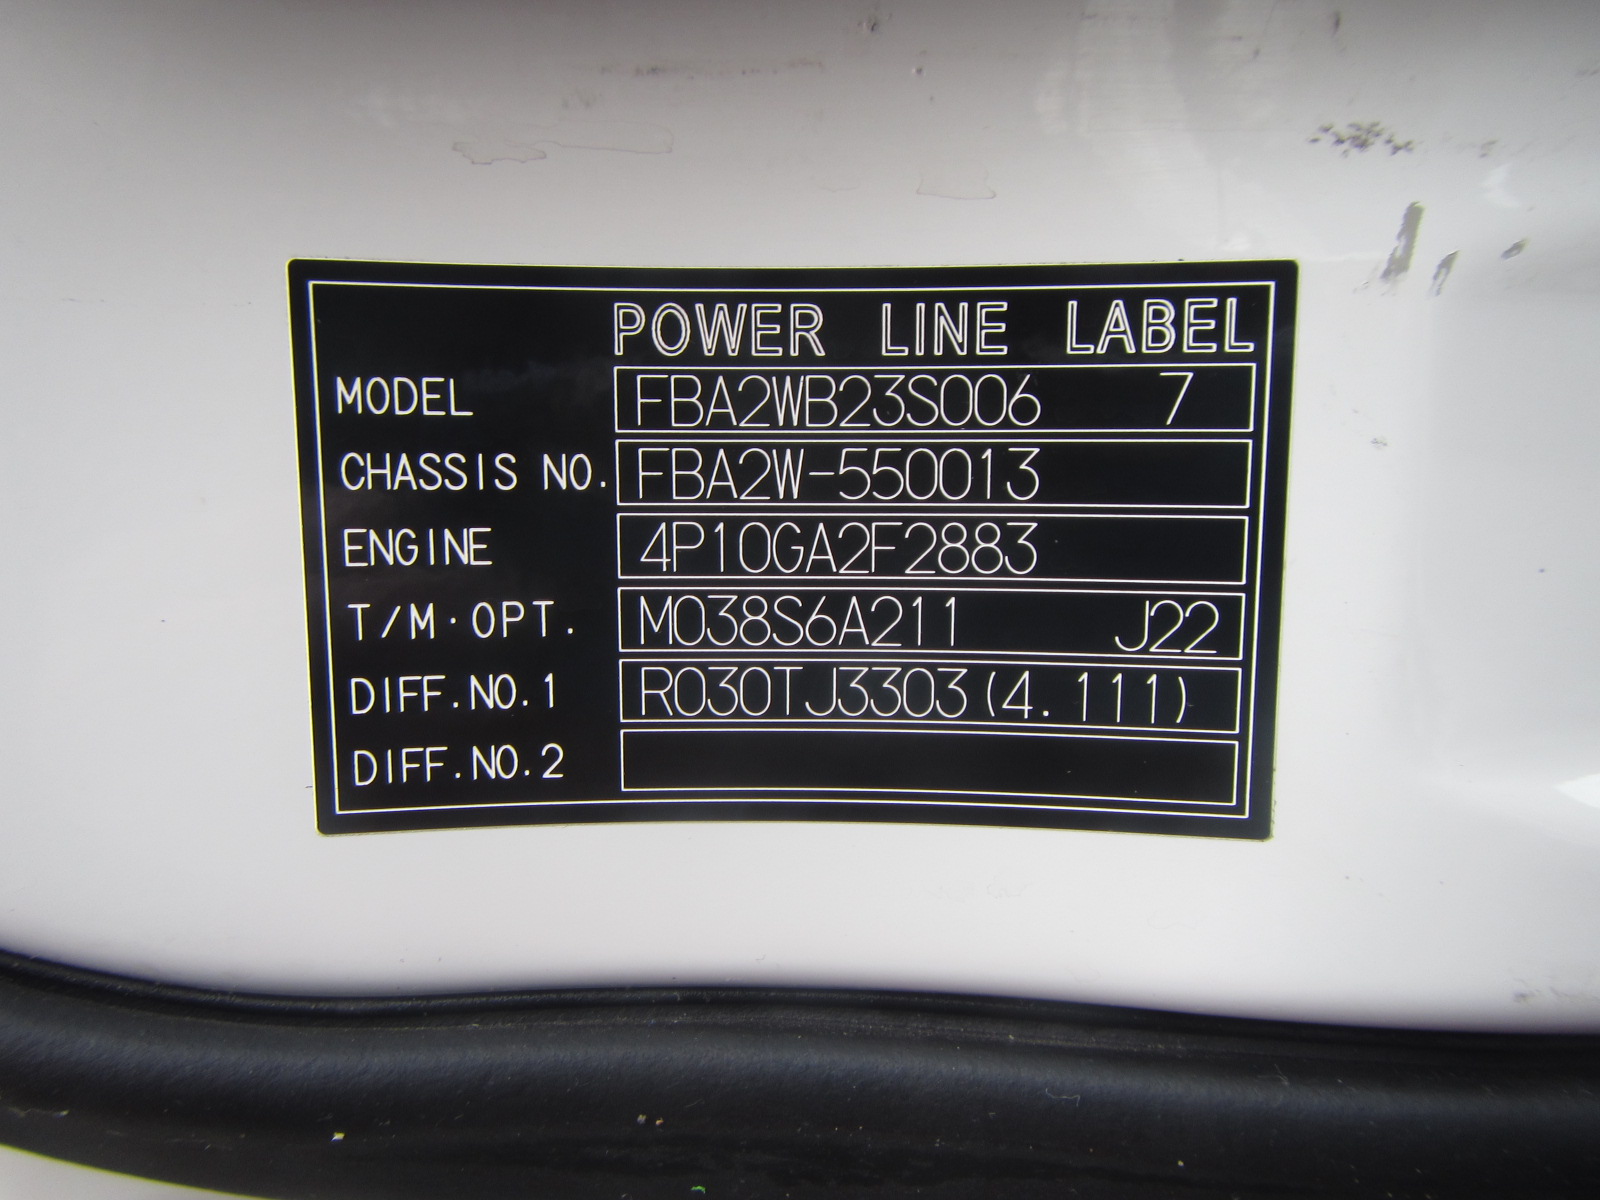 POWER LINE LABEL
MODEL FBA2WB23S006 7
CHASSIS NO. FBA2W-550013
ENGINE 4P10GA2F2883
T/M·OPT. M038S6A211 J22
DIFF.NO.1 R030TJ3303(4.111)
DIFF.NO.2